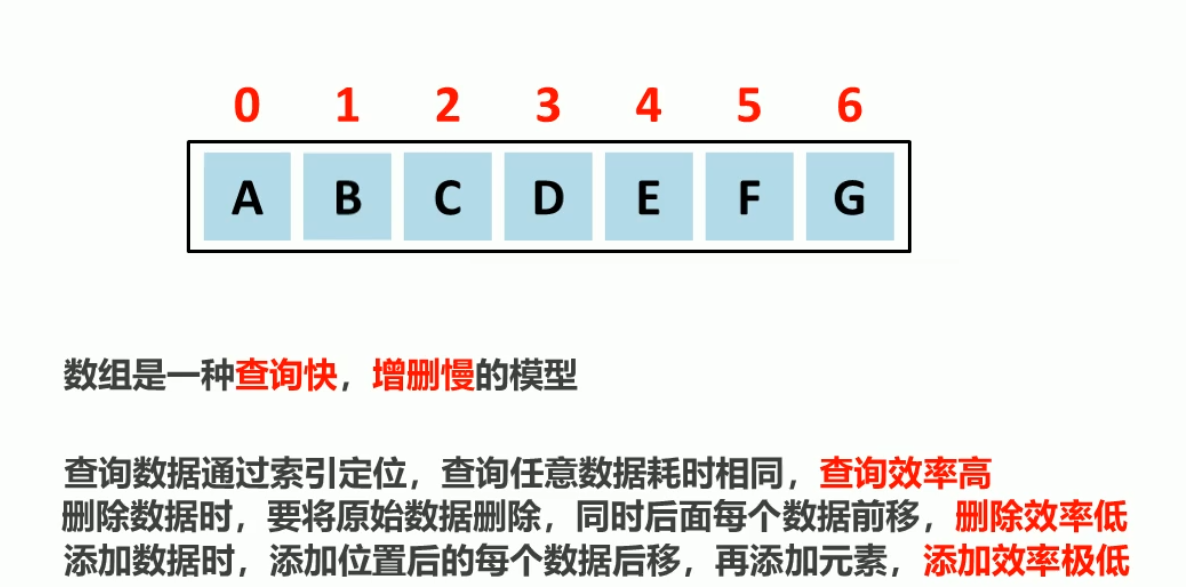 0 1 2 3 4 5 6
A B C D E F G
数组是一种查询快，增删慢的模型
查询数据通过索引定位，查询任意数据耗时相同，查询效率高
删除数据时，要将原始数据删除，同时后面每个数据前移，删除效率低
添加数据时，添加位置后的每个数据后移，再添加元素，添加效率极低